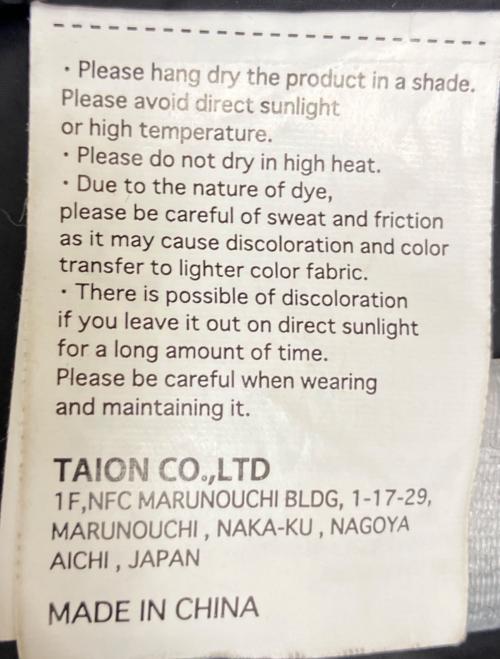 ・Please hang dry the product in a shade.
Please avoid direct sunlight
or high temperature.
・Please do not dry in high heat.
・Due to the nature of dye,
please be careful of sweat and friction
as it may cause discoloration and color
transfer to lighter color fabric.
・There is possible of discoloration
if you leave it out on direct sunlight
for a long amount of time.
Please be careful when wearing
and maintaining it.
TAION CO.,LTD
1F,NFC MARUNOUCHI BLDG, 1-17-29,
MARUNOUCHI , NAKA-KU , NAGOYA
AICHI , JAPAN
MADE IN CHINA